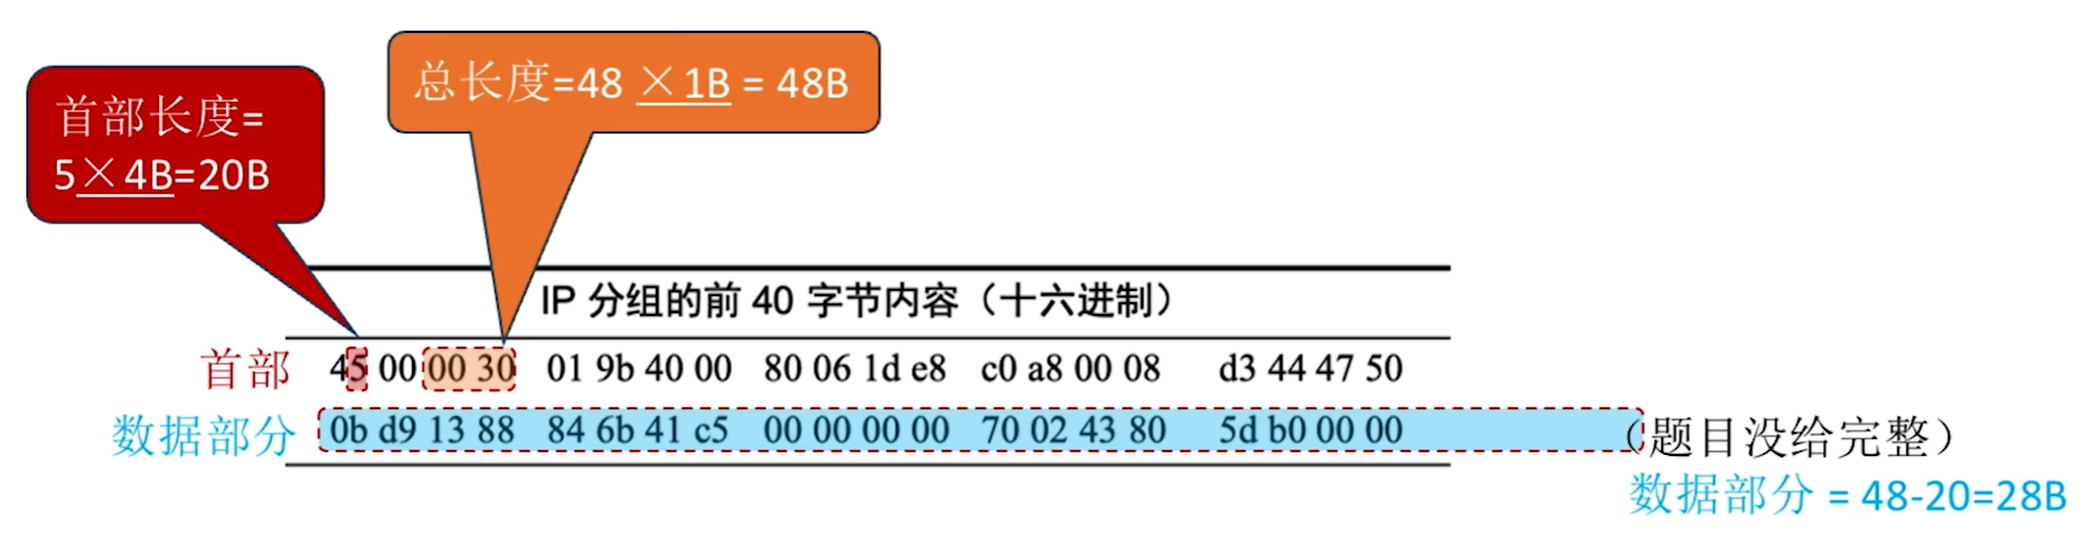 总长度=48 ×1B = 48B
首部长度=
5×4B=20B
IP 分组的前 40 字节内容（十六进制）
首部 45 00 00 30 01 9b 40 00 80 06 1d e8 c0 a8 00 08 d3 44 47 50
数据部分 0b d9 13 88 84 6b 41 c5 00 00 00 00 70 02 43 80 5d b0 00 00 （题目没给完整）
数据部分 = 48-20=28B